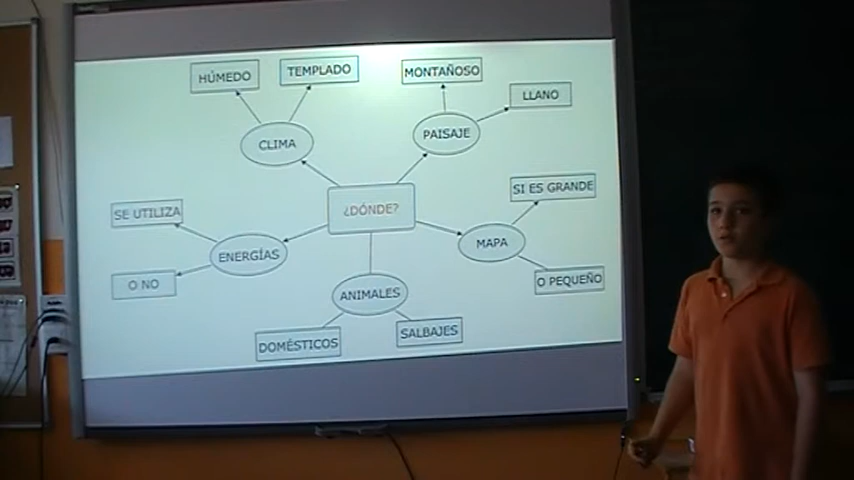 HÚMEDO
TEMPLADO
MONTAÑOSO
LLANO
CLIMA
PAISAJE
SE UTILIZA
¿DÓNDE?
SI ES GRANDE
ENERGÍAS
MAPA
O NO
ANIMALES
O PEQUEÑO
DOMÉSTICOS
SALBAJES